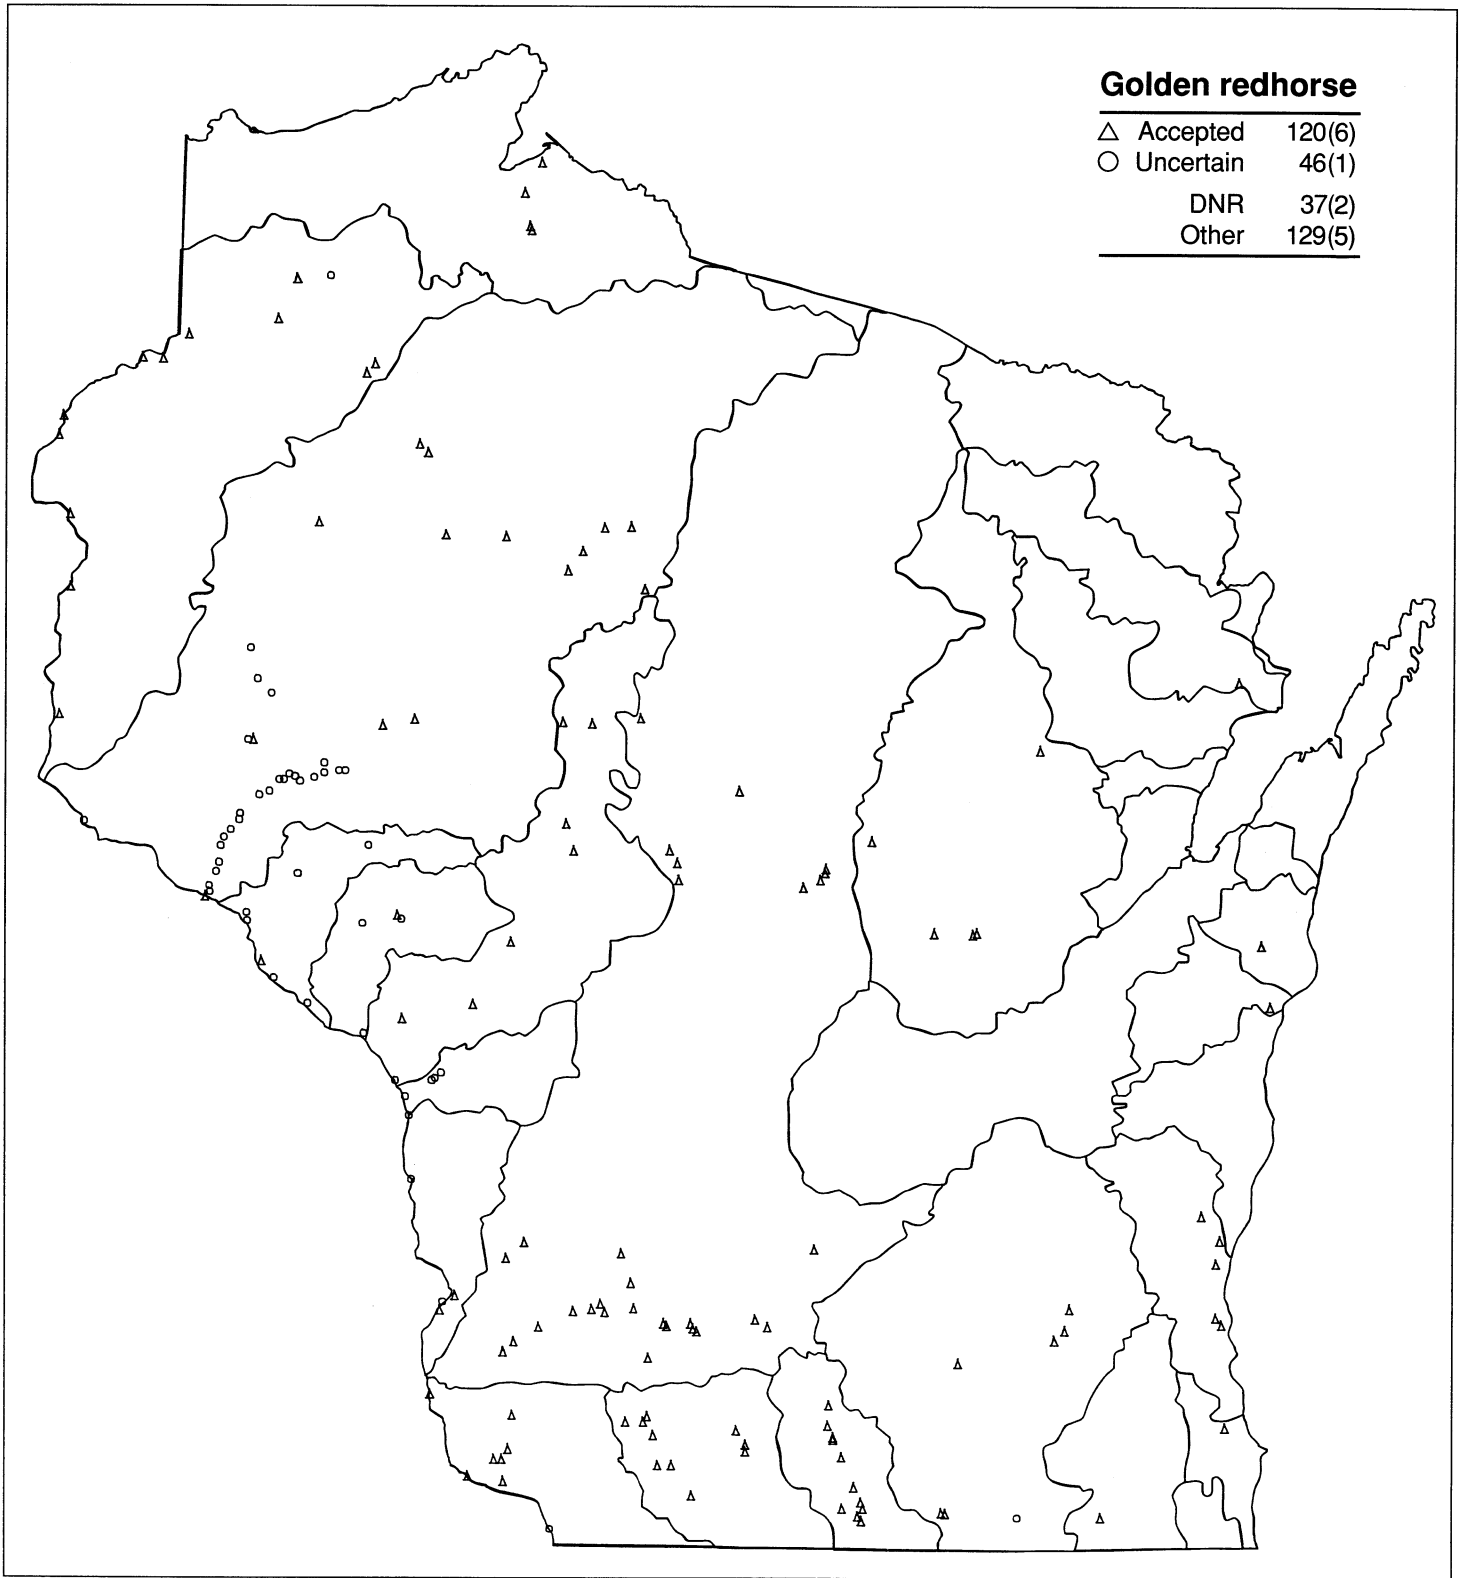 Golden redhorse
△ Accepted 120(6)
○ Uncertain 46(1)
DNR 37(2)
Other 129(5)